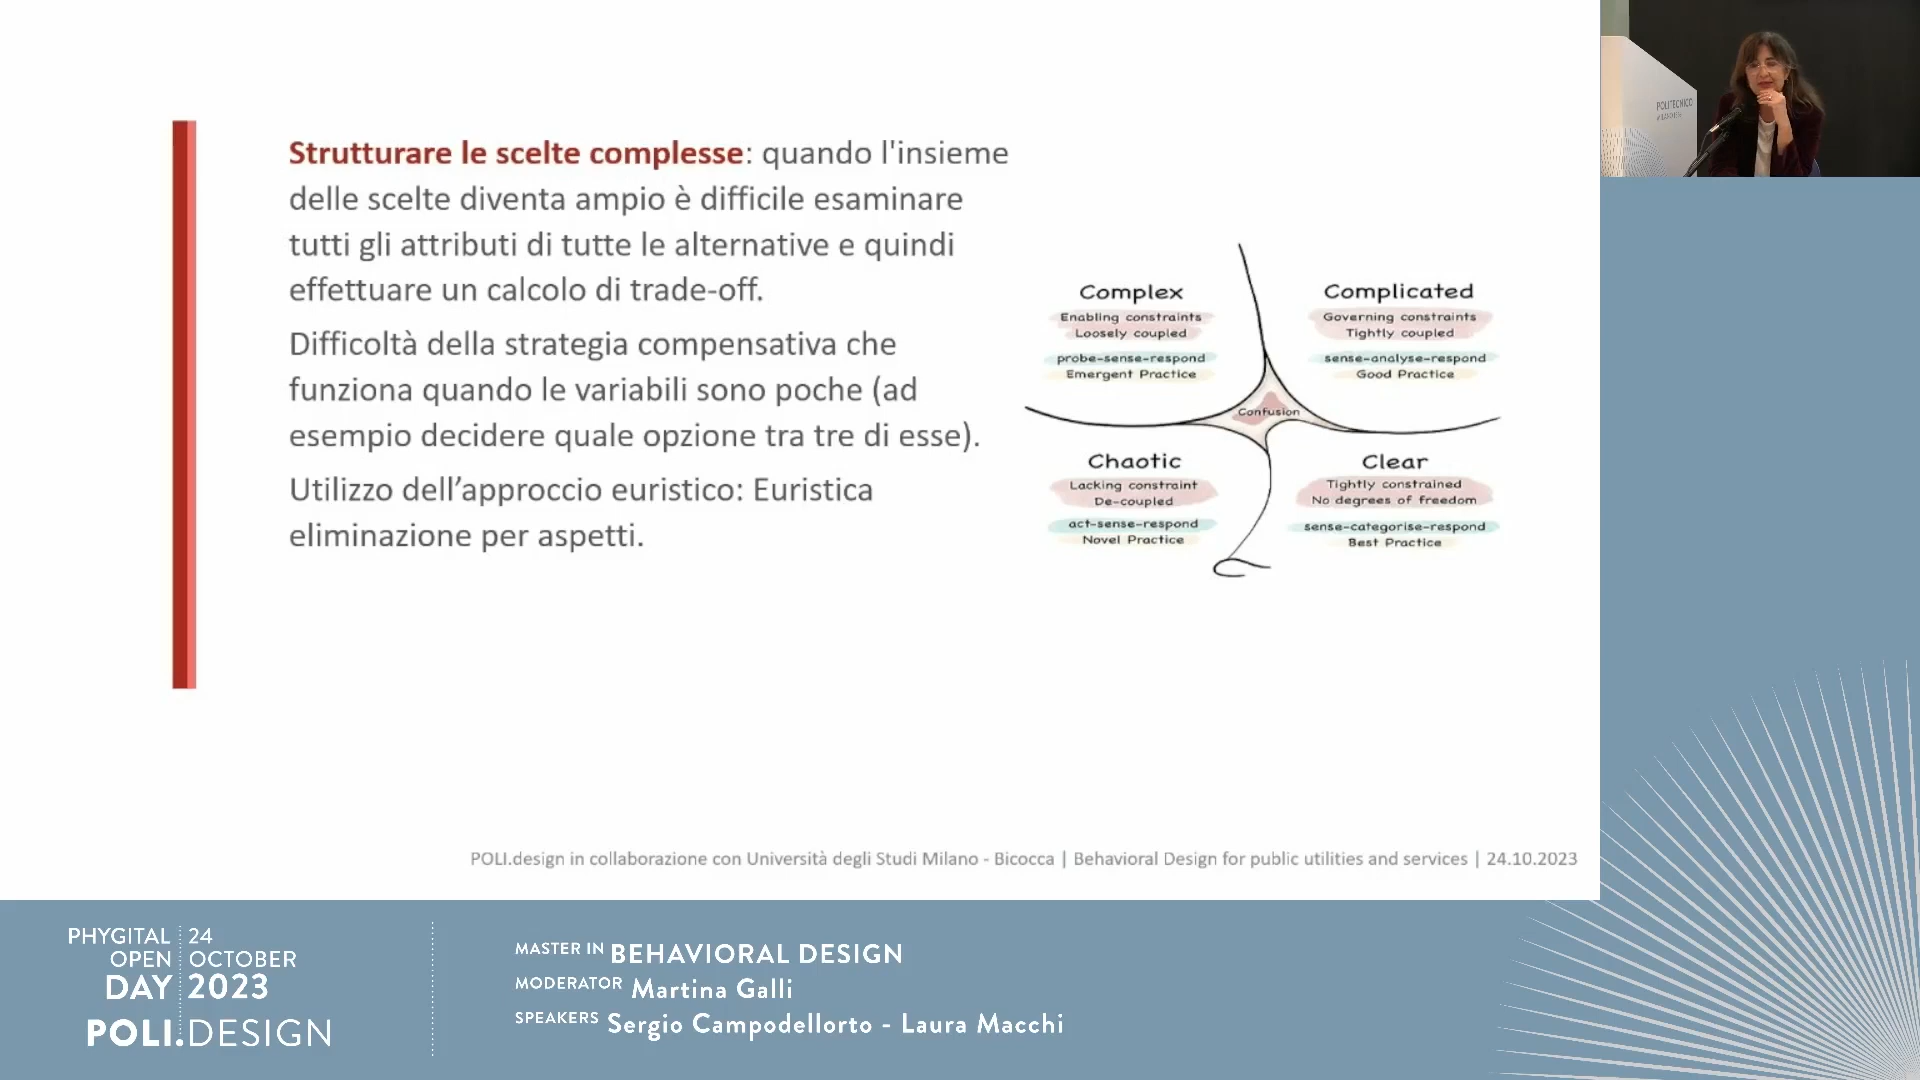 Strutturare le scelte complesse: quando l'insieme
delle scelte diventa ampio è difficile esaminare
tutti gli attributi di tutte le alternative e quindi
effettuare un calcolo di trade-off.
Difficoltà della strategia compensativa che
funziona quando le variabili sono poche (ad
esempio decidere quale opzione tra tre di esse).
Utilizzo dell’approccio euristico: Euristica
eliminazione per aspetti.
Complex
Enabling constraints
Loosely coupled
probe-sense-respond
Emergent Practice
Complicated
Governing constraints
Tightly coupled
sense-analyse-respond
Good Practice
Confusion
Chaotic
Lacking constraint
De-coupled
act-sense-respond
Novel Practice
Clear
Tightly constrained
No degrees of freedom
sense-categorise-respond
Best Practice
POLITECNICO
POLI.design in collaborazione con Università degli Studi Milano - Bicocca | Behavioral Design for public utilities and services | 24.10.2023
PHYGITAL 24
OPEN OCTOBER
DAY 2023
POLI.DESIGN
MASTER IN BEHAVIORAL DESIGN
MODERATOR Martina Galli
SPEAKERS Sergio Campodellorto - Laura Macchi